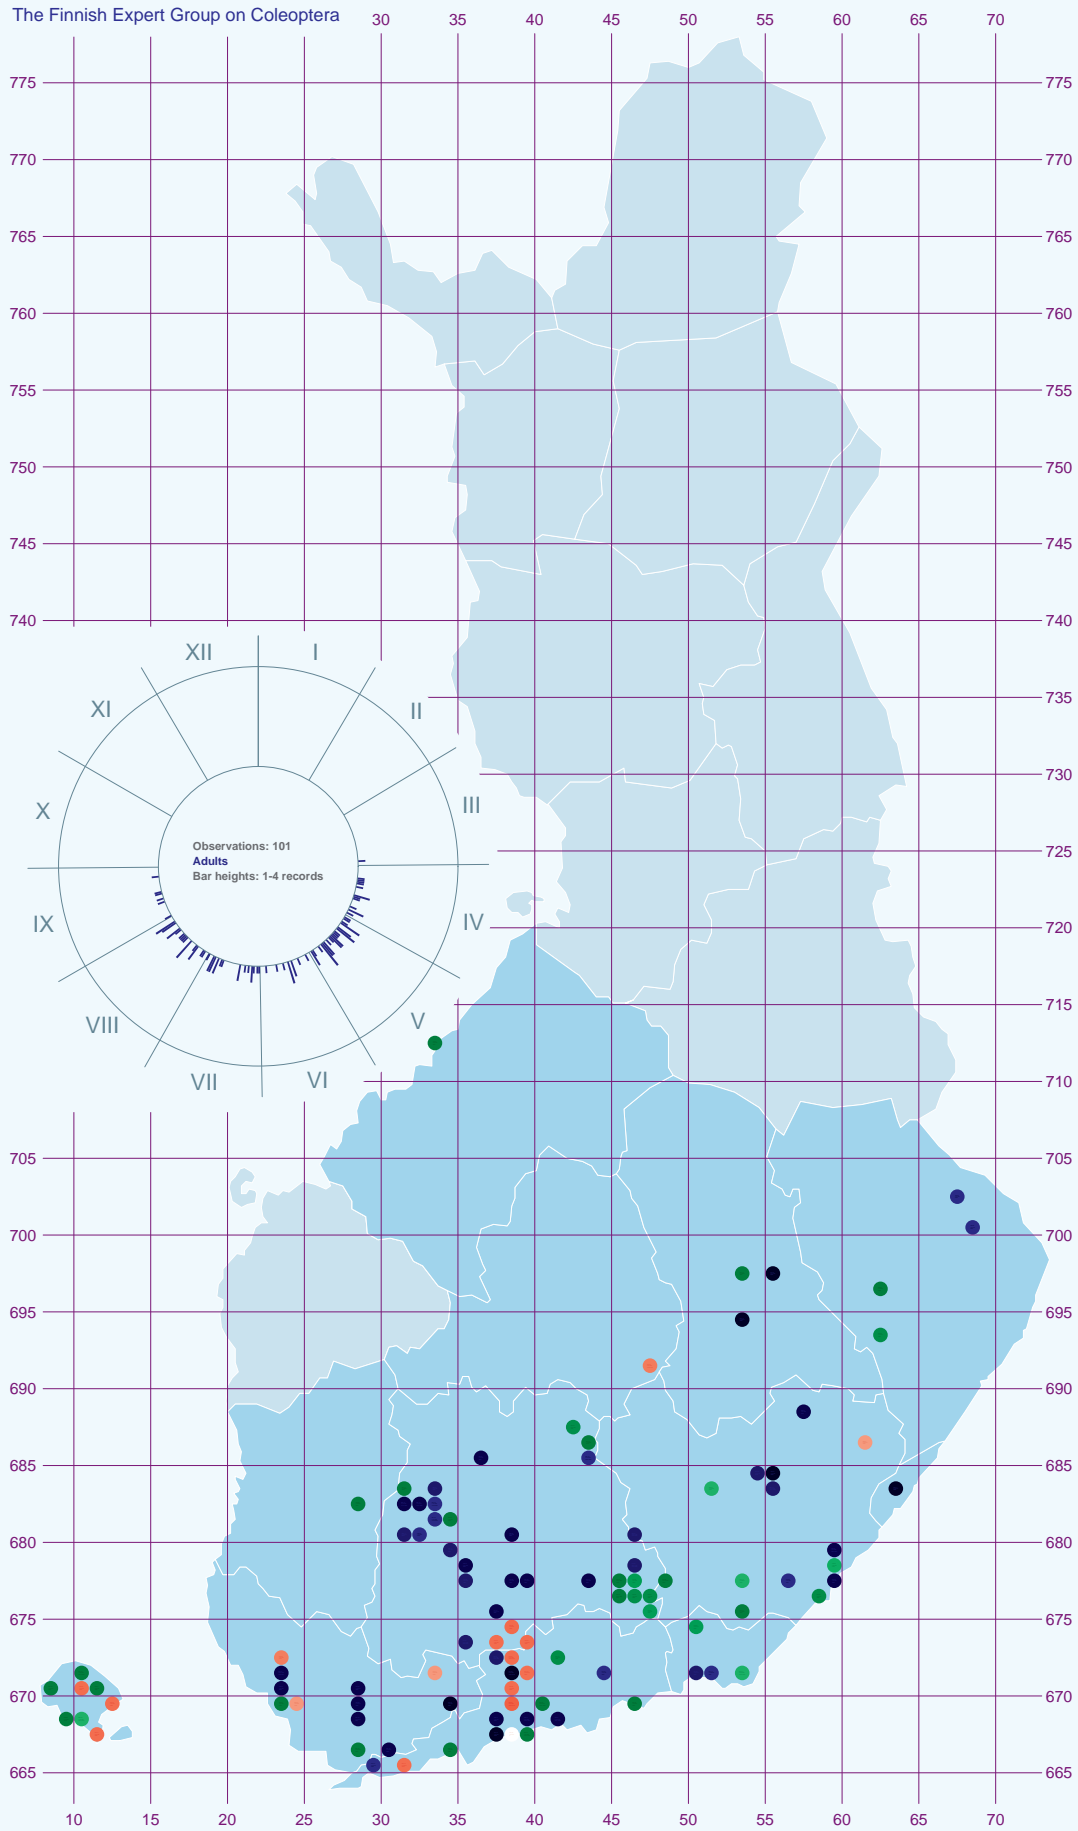 The Finnish Expert Group on Coleoptera
30 40 45 50 55 60 70
775 775
770 770
765 765
760 760
755 755
750 750
745 745
740 740
XII I
XI II
735
730
X III
Observations: 101
Adults
Bar heights: 1-4 records
725
IX IV
720
VIII V
715
VII VI
710
705 705
700 700
695 695
690 690
685 685
680 680
675 675
670 670
665 665
10 15 20 25 30 35 40 45 50 55 60 70